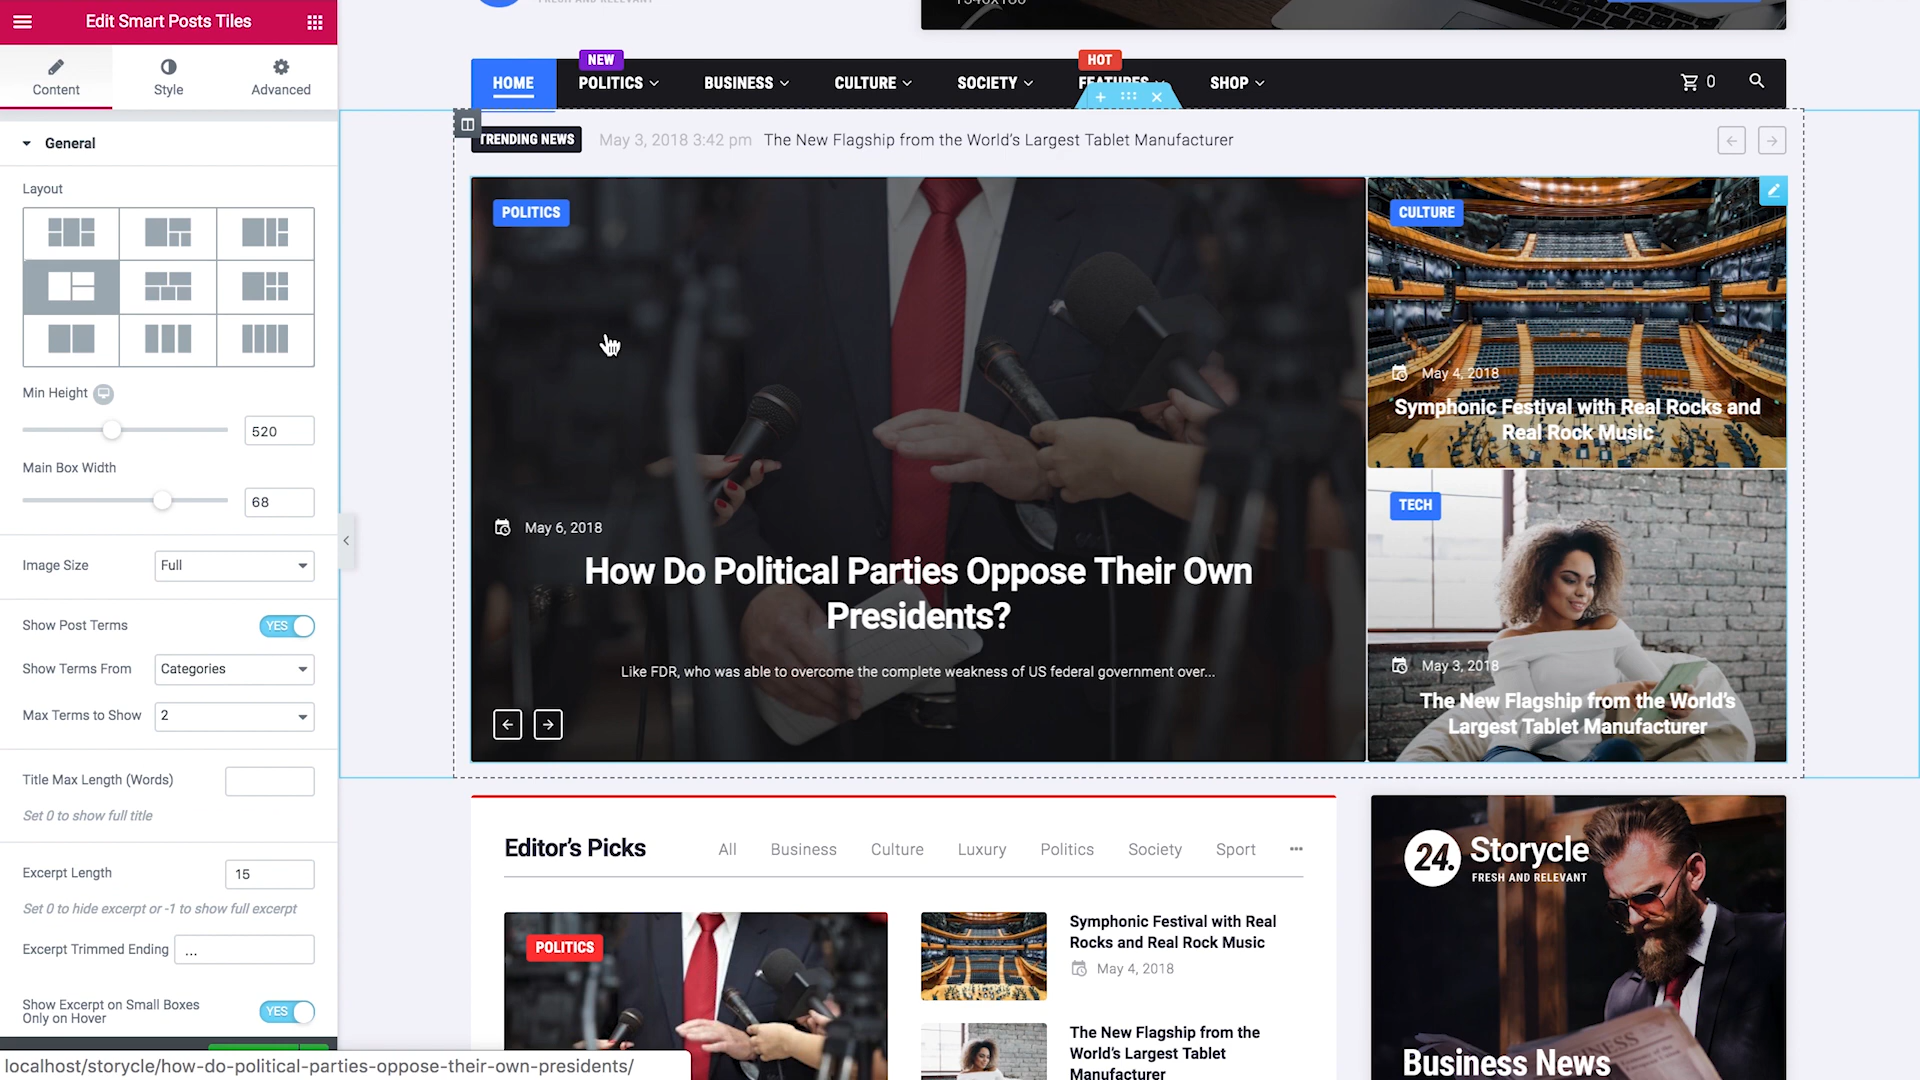 Edit Smart Posts Tiles
Content
Style
Advanced
General
Layout
Min Height
520
Main Box Width
68
Image Size
Full
Show Post Terms
YES
Show Terms From
Categories
Max Terms to Show
2
Title Max Length (Words)
Set 0 to show full title
Excerpt Length
15
Set 0 to hide excerpt or -1 to show full excerpt
Excerpt Trimmed Ending
...
Show Excerpt on Small Boxes
Only on Hover
YES
localhost/storycle/how-do-political-parties-oppose-their-own-presidents/
FRESH AND RELEVANT
NEW
HOT
HOME
POLITICS
BUSINESS
CULTURE
SOCIETY
FEATURES
SHOP
0
TRENDING NEWS
May 3, 2018 3:42 pm
The New Flagship from the World's Largest Tablet Manufacturer
POLITICS
May 6, 2018
How Do Political Parties Oppose Their Own
Presidents?
Like FDR, who was able to overcome the complete weakness of US federal government over...
CULTURE
May 4, 2018
Symphonic Festival with Real Rocks and
Real Rock Music
TECH
May 3, 2018
The New Flagship from the World's
Largest Tablet Manufacturer
Editor's Picks
All
Business
Culture
Luxury
Politics
Society
Sport
POLITICS
Symphonic Festival with Real
Rocks and Real Rock Music
May 4, 2018
The New Flagship from the
World's Largest Tablet
Manufacturer
24.
Storycle
FRESH AND RELEVANT
BUSINESS
Business News